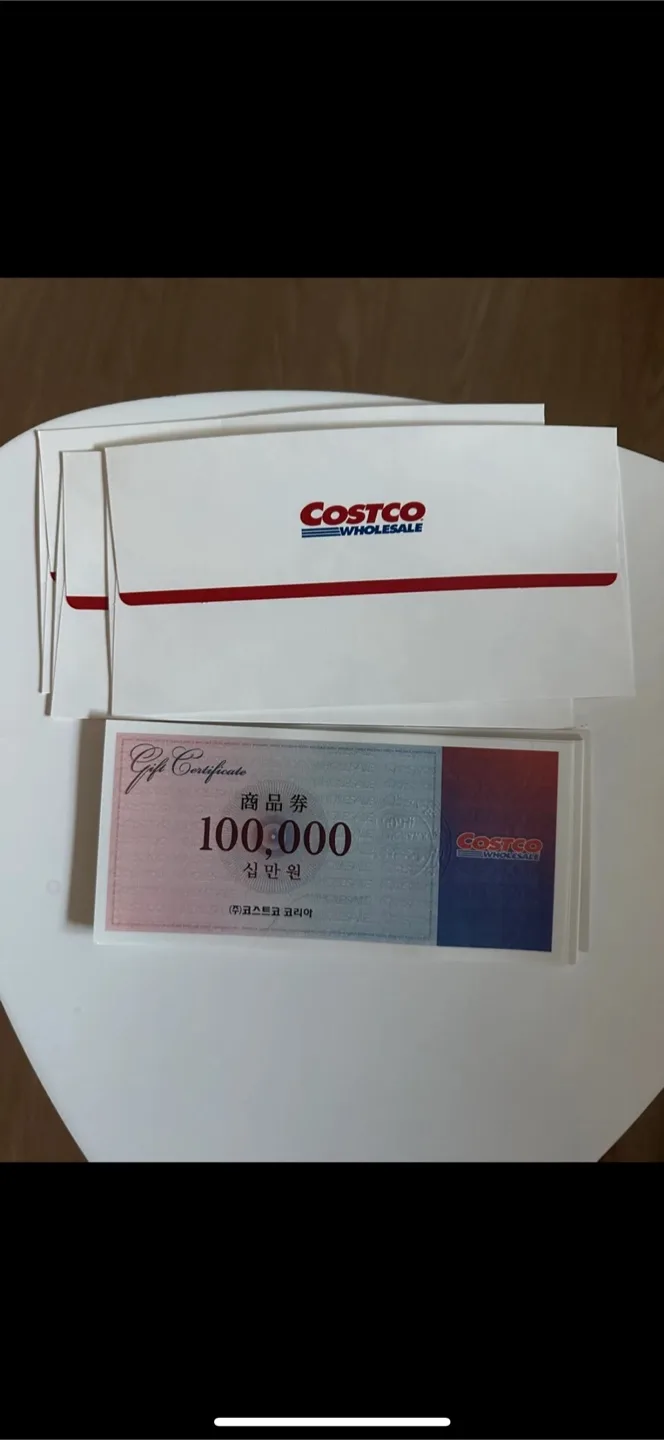 COSTCO
WHOLESALE
Gift Certificate
商品券
100,000
십만원
(주)코스트코 코리아
COSTCO
WHOLESALE